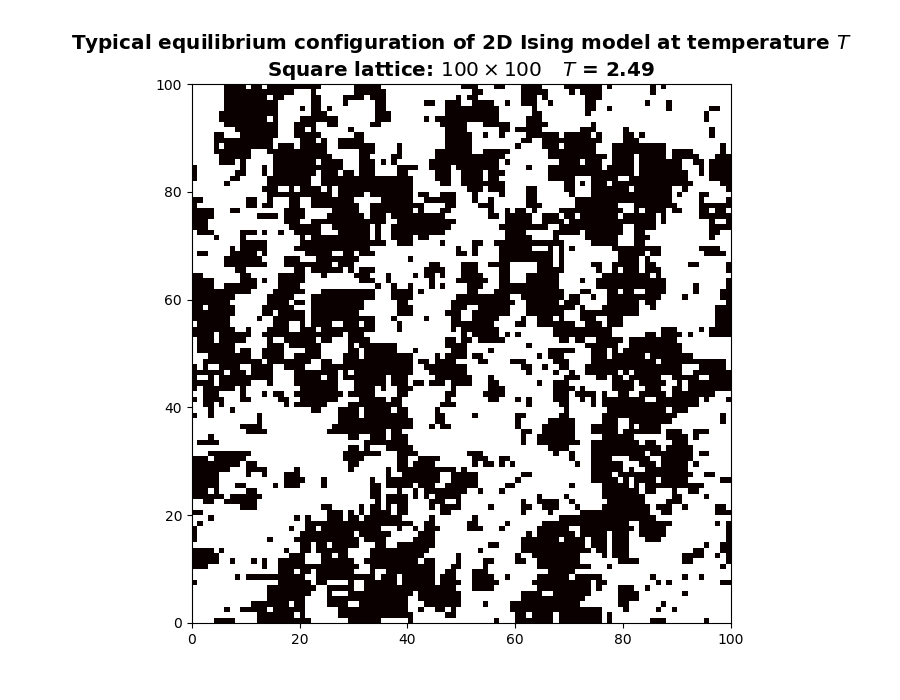 Typical equilibrium configuration of 2D Ising model at temperature T
Square lattice: 100 × 100 T = 2.49
100
80
60
40
20
0
0 20 40 60 80 100